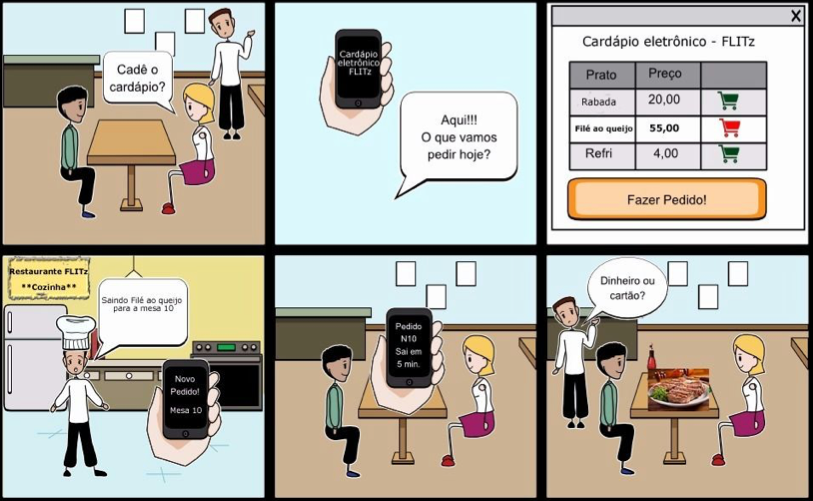 Cadê o
cardápio?
Cardápio
eletrônico
FLITz
Aqui!!!
O que vamos
pedir hoje?
X
Cardápio eletrônico - FLITz
Prato Preço
Rabada 20,00
Filé ao queijo 55,00
Refri 4,00
Fazer Pedido!
Restaurante FLITz
**Cozinha**
Saindo Filé ao queijo
para a mesa 10
Novo
Pedido!
Mesa 10
Pedido
N10
Sai em
5 min.
Dinheiro ou
cartão?